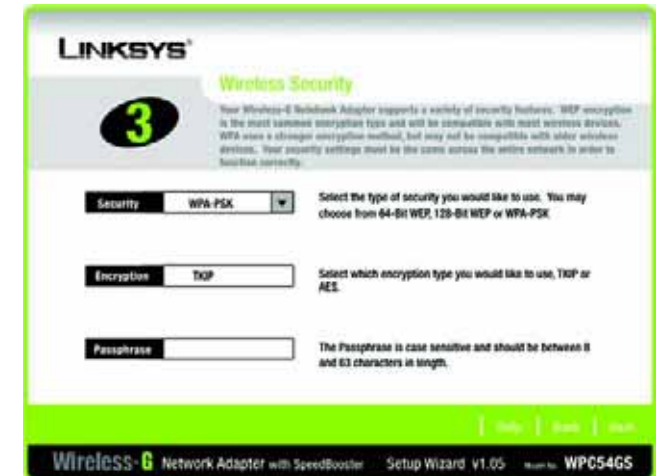 LINKSYS®
Wireless Security
3
Your Wireless-G Notebook Adapter supports a variety of security features. WEP encryption
is the most common encryption type and will be compatible with most wireless devices.
WPA uses a stronger encryption method, but may not be compatible with older wireless
devices. Your security settings must be the same across the entire network in order to
function correctly.
Security WPA-PSK
Select the type of security you would like to use. You may
choose from 64-Bit WEP, 128-Bit WEP or WPA-PSK
Encryption TKIP
Select which encryption type you would like to use, TKIP or
AES.
Passphrase
The Passphrase is case sensitive and should be between 8
and 63 characters in length.
Help Back Next
Wireless-G Network Adapter with SpeedBooster Setup Wizard v1.05 Model No. WPC54GS